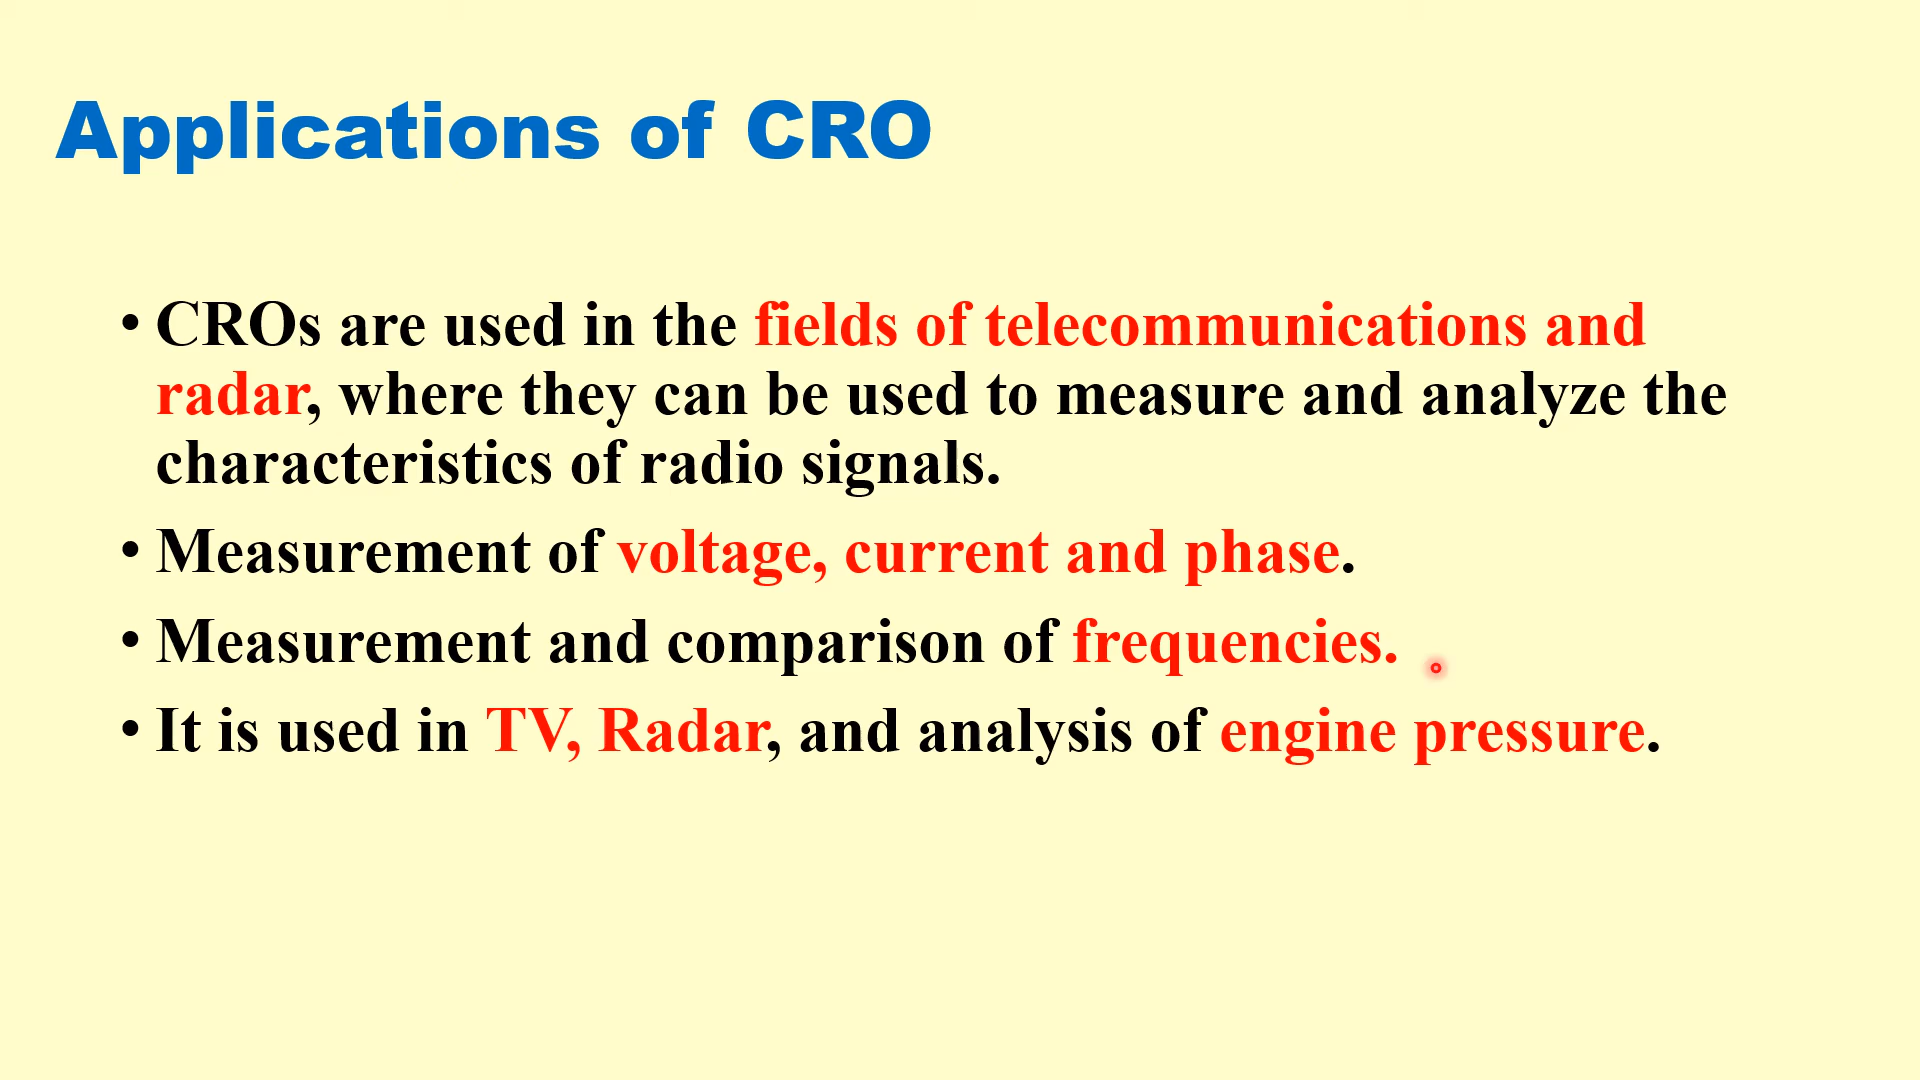 Applications of CRO
• CROs are used in the fields of telecommunications and
radar, where they can be used to measure and analyze the
characteristics of radio signals.
• Measurement of voltage, current and phase.
• Measurement and comparison of frequencies.
• It is used in TV, Radar, and analysis of engine pressure.